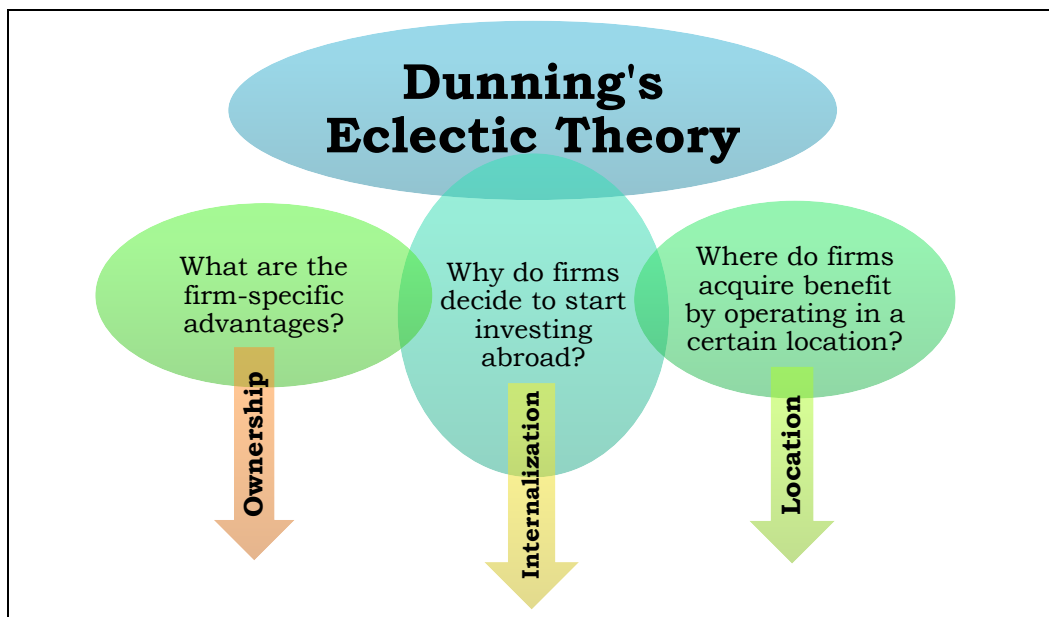 Dunning's
Eclectic Theory
What are the
firm-specific
advantages?
Why do firms
decide to start
investing
abroad?
Where do firms
acquire benefit
by operating in a
certain location?
Ownership
Internalization
Location